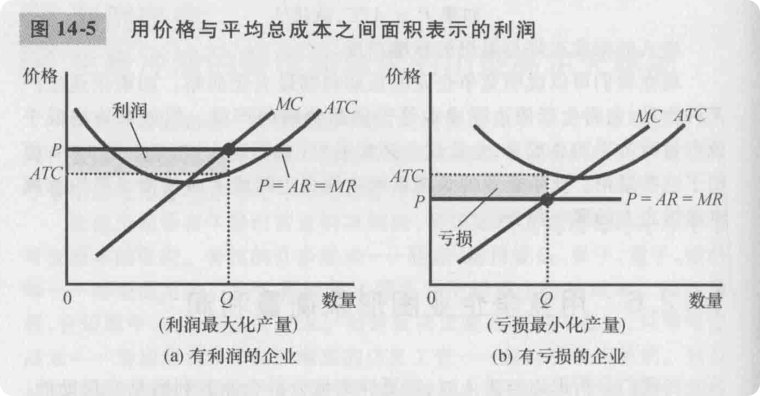 图 14-5 用价格与平均总成本之间面积表示的利润
价格
利润
MC
ATC
P
ATC
P = AR = MR
0
Q
数量
(利润最大化产量)
(a) 有利润的企业
价格
MC
ATC
ATC
P
P = AR = MR
亏损
0
Q
数量
(亏损最小化产量)
(b) 有亏损的企业